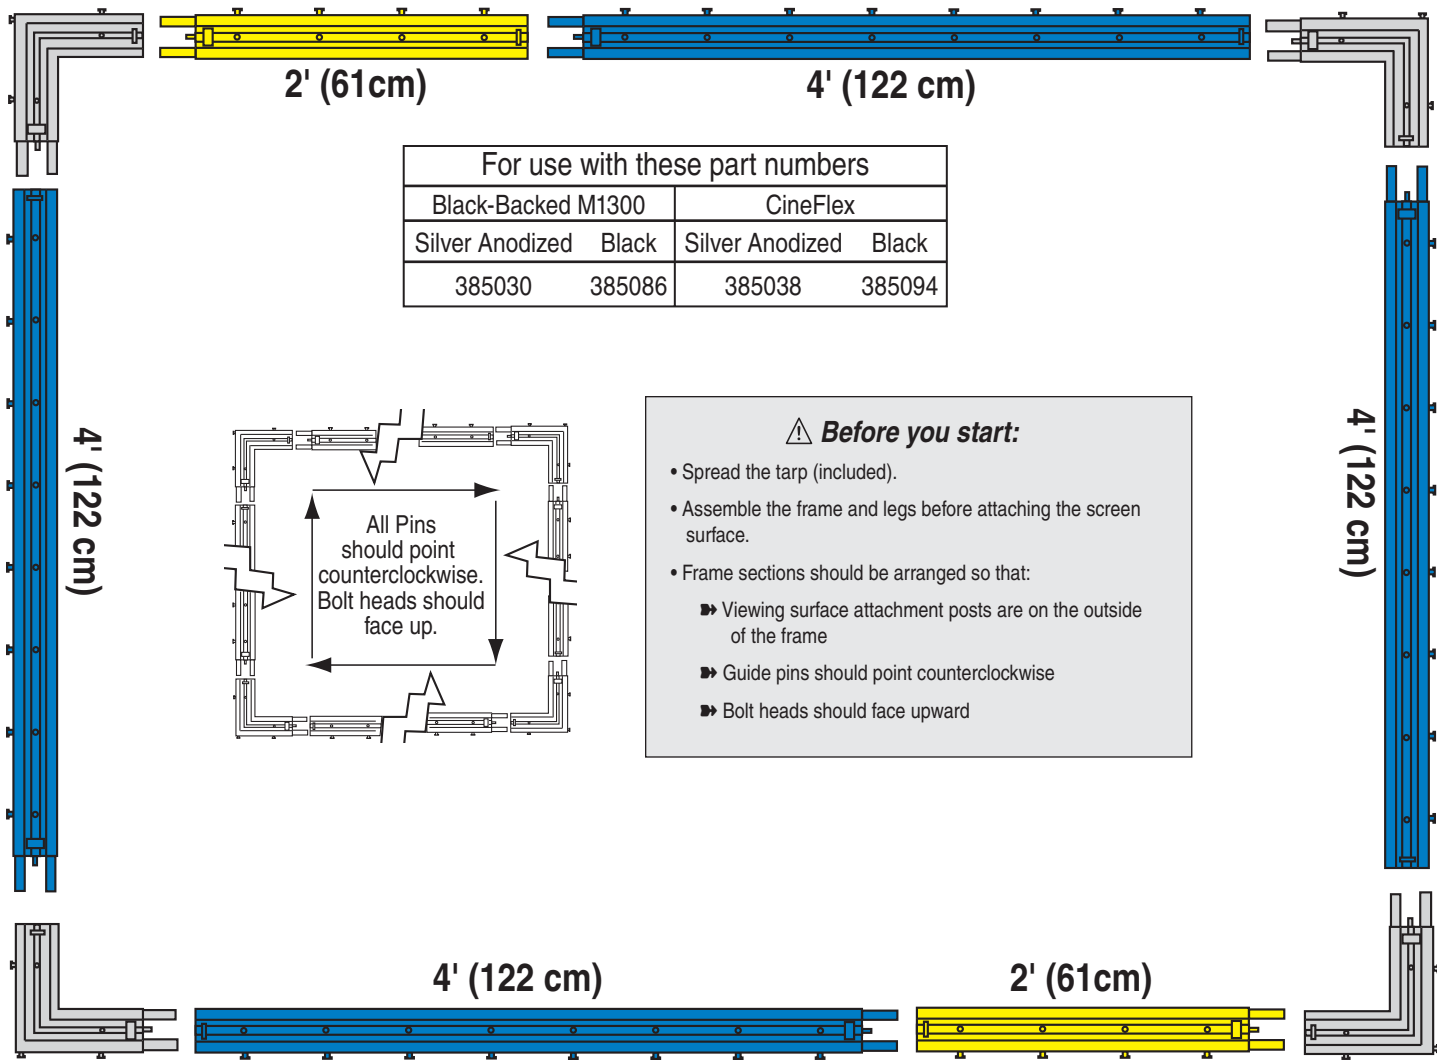 2' (61cm)
4' (122 cm)
For use with these part numbers
Black-Backed M1300 CineFlex
Silver Anodized Black Silver Anodized Black
385030 385086 385038 385094
4' (122 cm)
4' (122 cm)
All Pins
should point
counterclockwise.
Bolt heads should
face up.
Before you start:
• Spread the tarp (included).
• Assemble the frame and legs before attaching the screen
surface.
• Frame sections should be arranged so that:
Viewing surface attachment posts are on the outside
of the frame
Guide pins should point counterclockwise
Bolt heads should face upward
4' (122 cm)
2' (61cm)